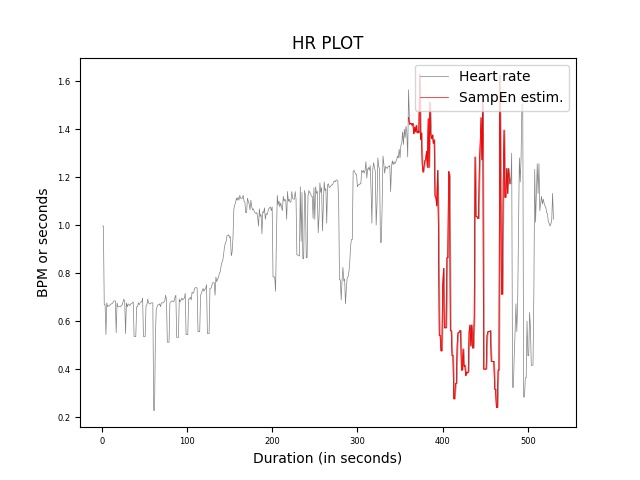 HR PLOT
Heart rate
SampEn estim.
BPM or seconds
1.6
1.4
1.2
1.0
0.8
0.6
0.4
0.2
0 100 200 300 400 500
Duration (in seconds)